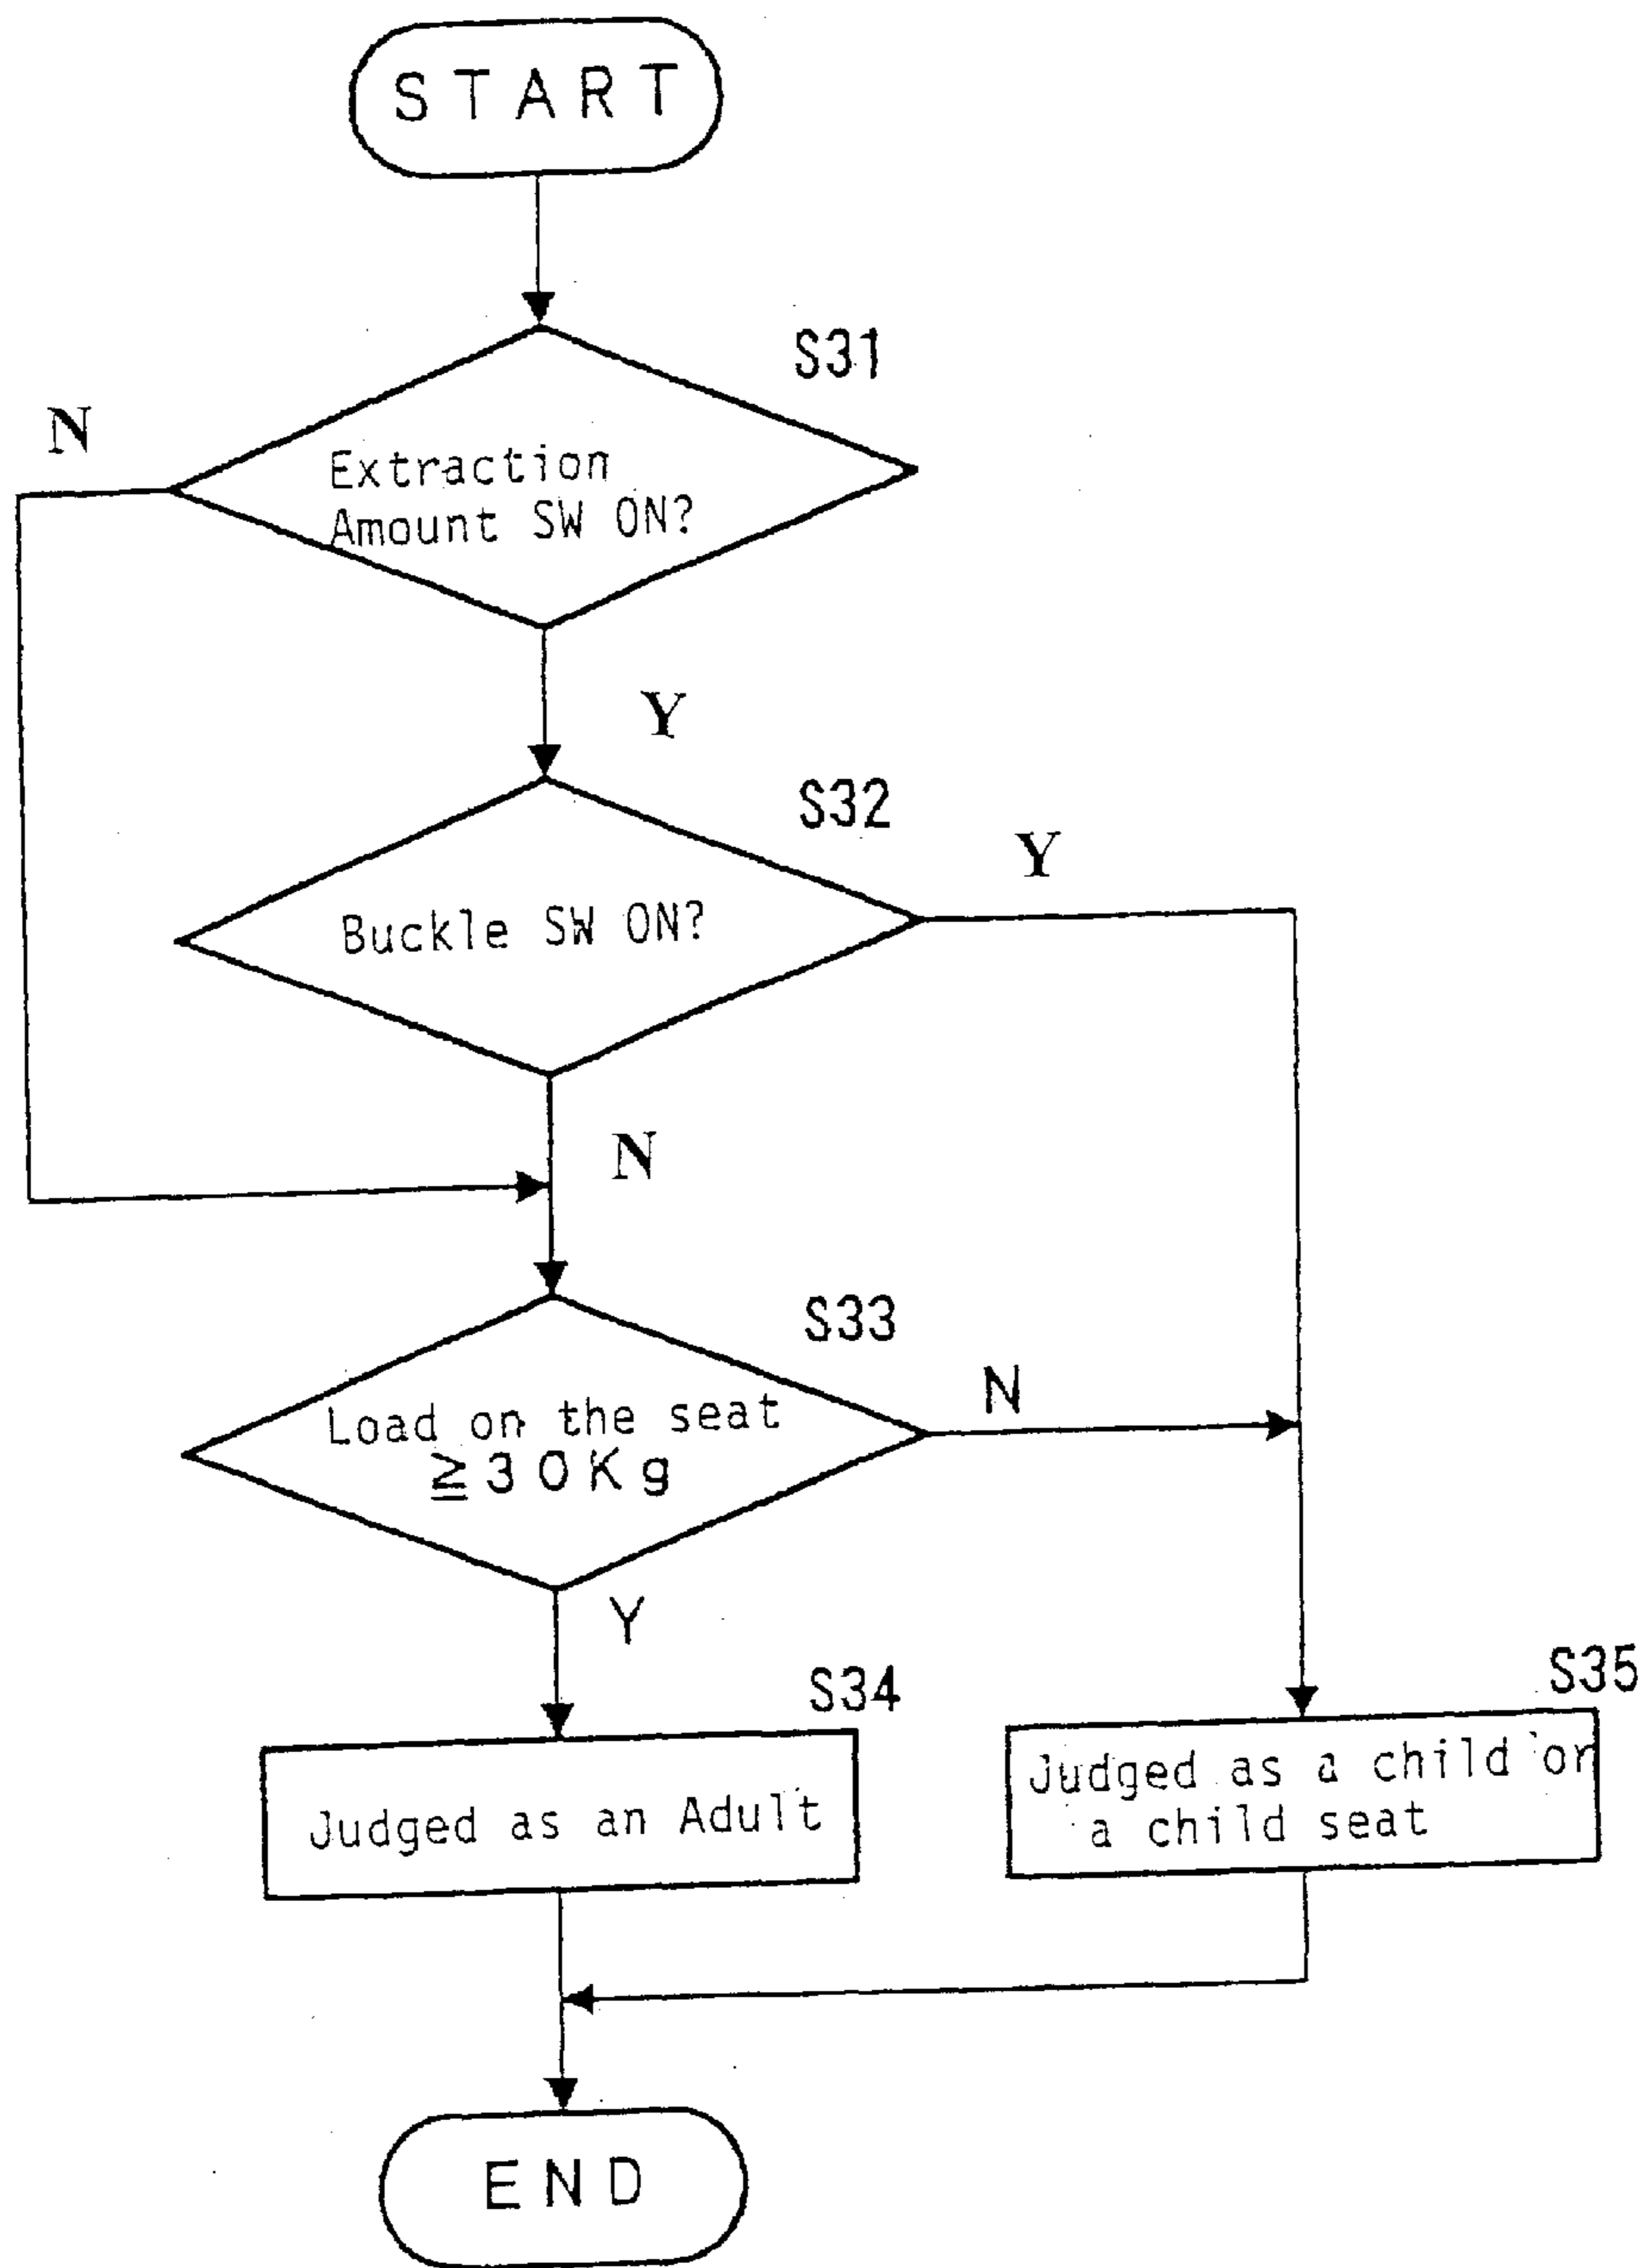 START
S31
N
Extraction
Amount SW ON?
Y
S32
Y
Buckle SW ON?
N
S33
N
Load on the seat
≧30Kg
Y
S34
S35
Judged as an Adult
Judged as a child or
a child seat
END